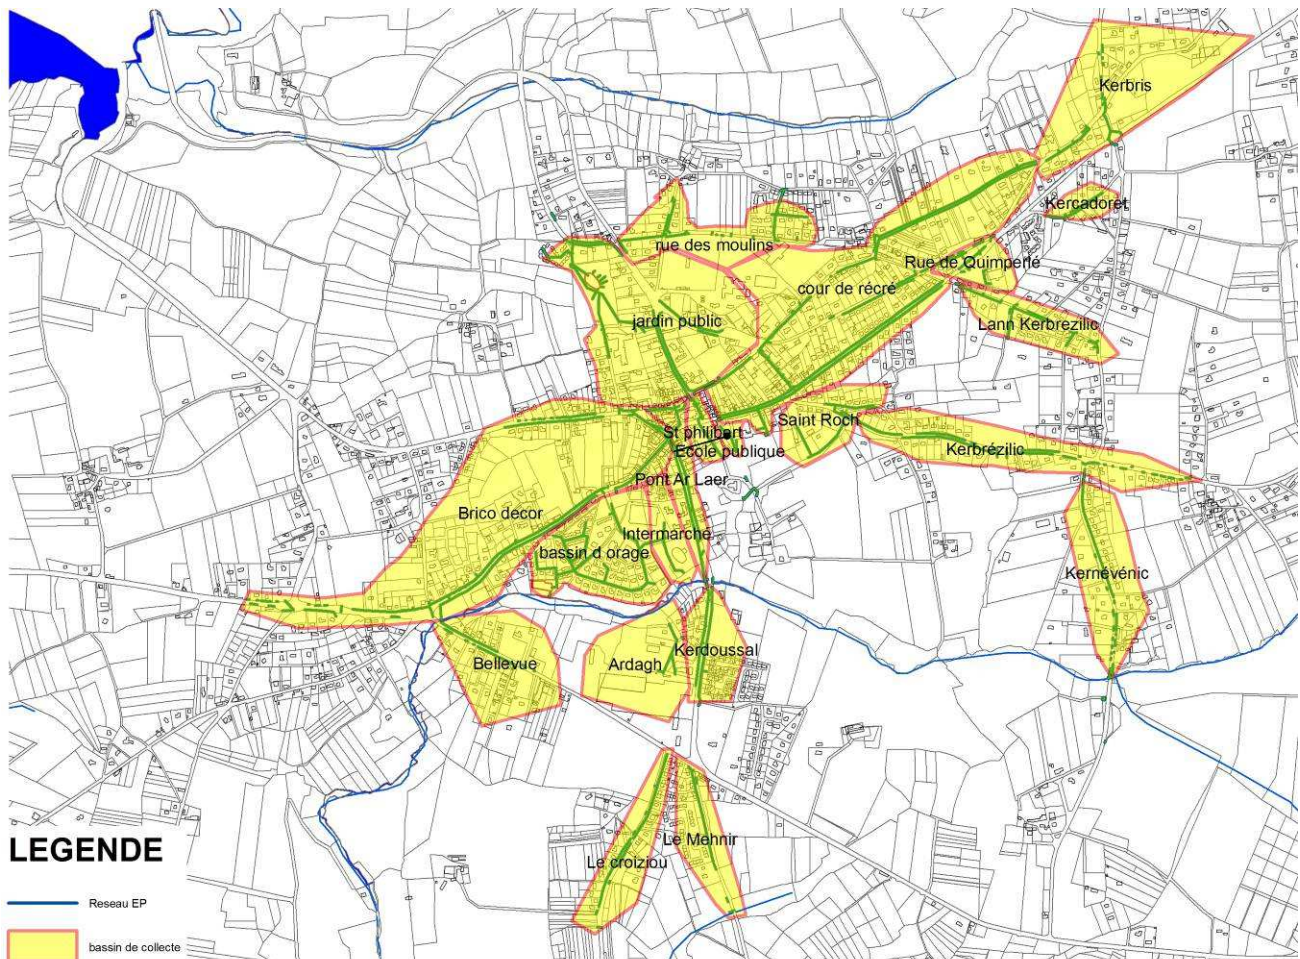 Kerbris
Kercadoret
rue des moulins
Rue de Quimperlé
cour de récré
jardin public
Lann Kerbrezilic
St philibert
Saint Roch
Ecole publique
Kerbrézilic
Pont Ar Laer
Brico decor
Intermarché
bassin d orage
Kernévénic
Bellevue
Ardagh
Kerdoussal
Le Mehnir
Le croiziou
LEGENDE
Reseau EP
bassin de collecte